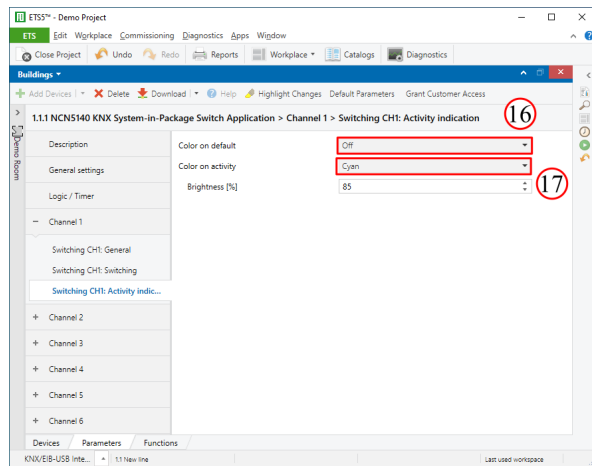 ETS5™ - Demo Project
ETS Edit Workplace Commissioning Diagnostics Apps Window
Close Project Undo Redo Reports Workplace Catalogs Diagnostics
Buildings
Add Devices Delete Download Help Highlight Changes Default Parameters Grant Customer Access
1.1.1 NCN5140 KNX System-in-Package Switch Application > Channel 1 > Switching CH1: Activity indication
16
Demo Room
Description
Color on default
Off
General settings
Color on activity
Cyan
Brightness [%]
85
17
Logic / Timer
Channel 1
Switching CH1: General
Switching CH1: Switching
Switching CH1: Activity indic...
Channel 2
Channel 3
Channel 4
Channel 5
Channel 6
Devices Parameters Functions
KNX/EIB-USB Inte... 1.1 New line Last used workspace